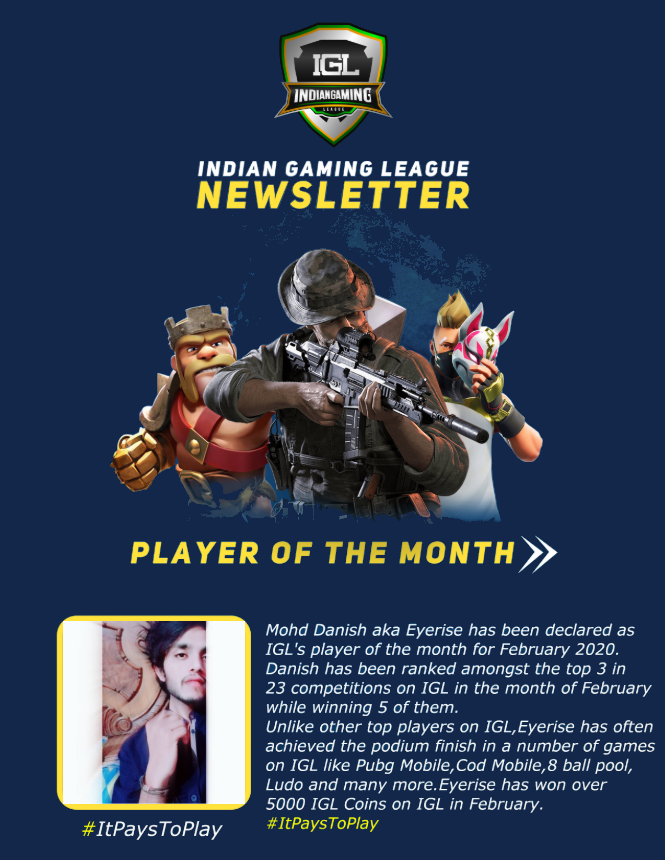 IGL
INDIANGAMING
LEAGUE
INDIAN GAMING LEAGUE
NEWSLETTER
PLAYER OF THE MONTH
Mohd Danish aka Eyerise has been declared as
IGL's player of the month for February 2020.
Danish has been ranked amongst the top 3 in
23 competitions on IGL in the month of February
while winning 5 of them.
Unlike other top players on IGL,Eyerise has often
achieved the podium finish in a number of games
on IGL like Pubg Mobile,Cod Mobile,8 ball pool,
Ludo and many more.Eyerise has won over
5000 IGL Coins on IGL in February.
#ItPaysToPlay
#ItPaysToPlay